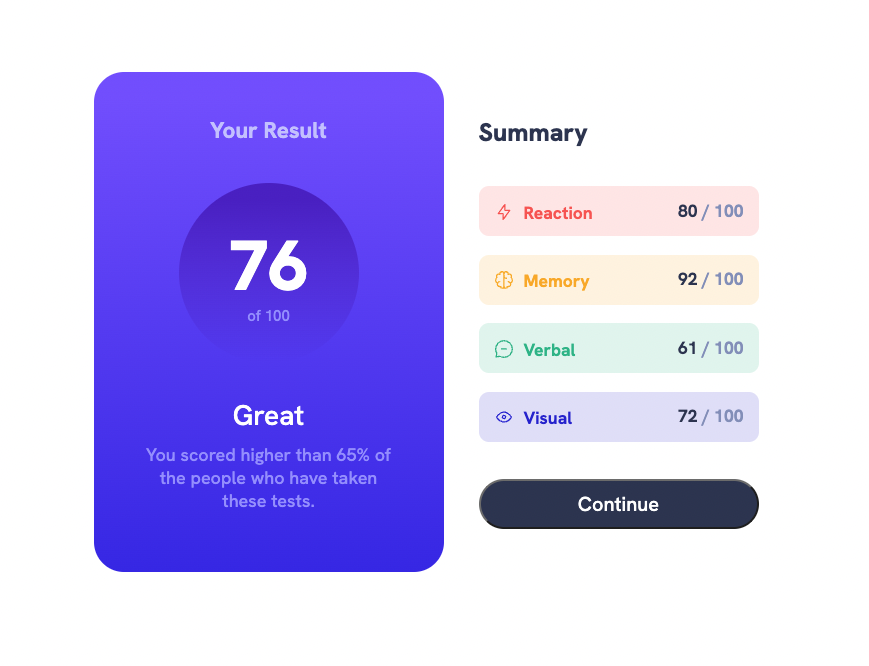 Your Result
76
of 100
Great
You scored higher than 65% of
the people who have taken
these tests.
Summary
Reaction 80 / 100
Memory 92 / 100
Verbal 61 / 100
Visual 72 / 100
Continue